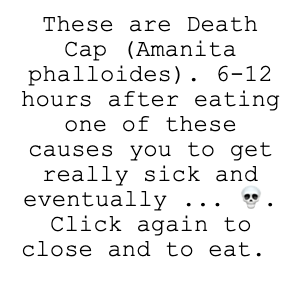 These are Death
Cap (Amanita
phalloides). 6-12
hours after eating
one of these
causes you to get
really sick and
eventually ... 💀.
Click again to
close and to eat.